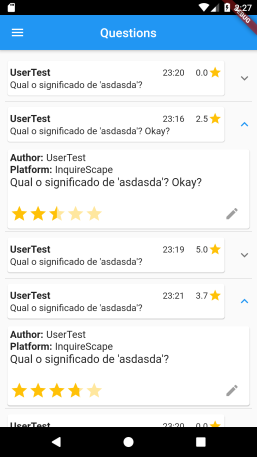 3:27
DEBUG
Questions
UserTest 23:20 0.0
Qual o significado de 'asdasda'?
UserTest 23:16 2.5
Qual o significado de 'asdasda'? Okay?
Author: UserTest
Platform: InquireScape
Qual o significado de 'asdasda'? Okay?
UserTest 23:19 5.0
Qual o significado de 'asdasda'?
UserTest 23:21 3.7
Qual o significado de 'asdasda'?
Author: UserTest
Platform: InquireScape
Qual o significado de 'asdasda'?
UserTest 23:20 0.0